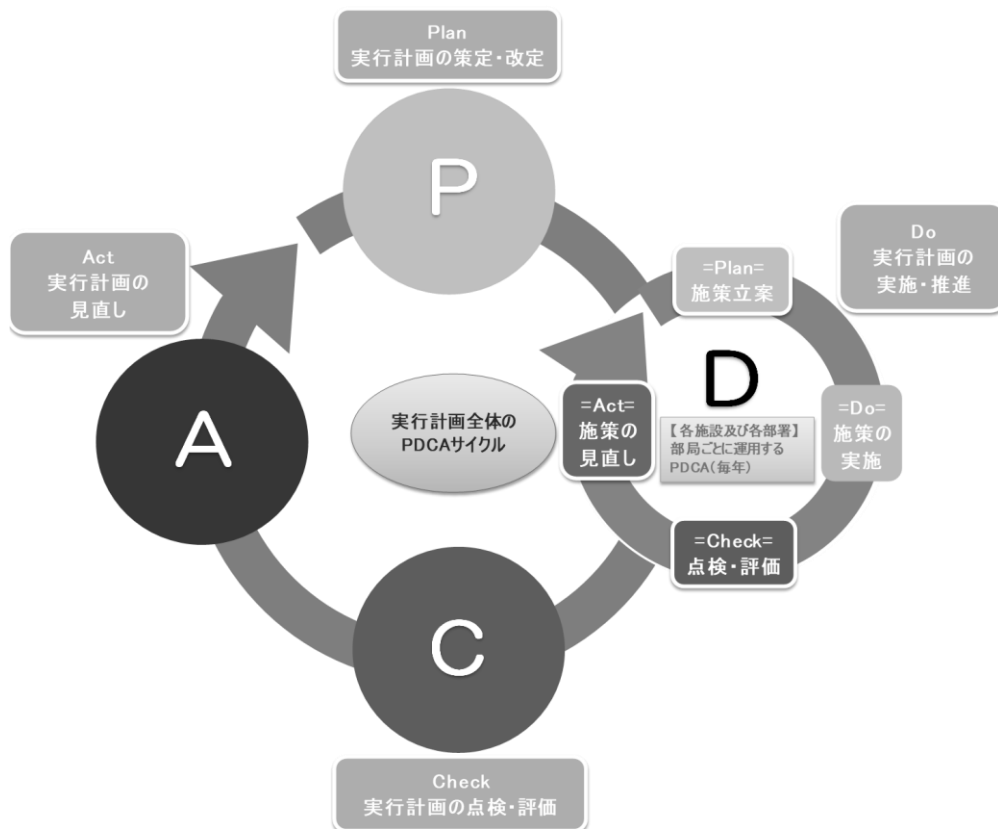 Plan
実行計画の策定・改定
P
Act
実行計画の
見直し
Do
実行計画の
実施・推進
=Plan=
施策立案
D
【各施設及び各部署】
部局ごとに運用する
PDCA(毎年)
=Do=
施策の
実施
=Act=
施策の
見直し
=Check=
点検・評価
実行計画全体の
PDCAサイクル
A
C
Check
実行計画の点検・評価